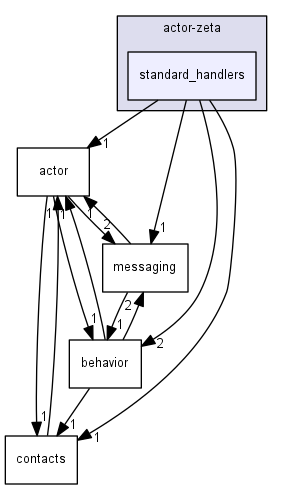 actor-zeta
standard_handlers
1
actor
1
1
1
2
1
messaging
1
2
1
2
behavior
1
1
1
contacts